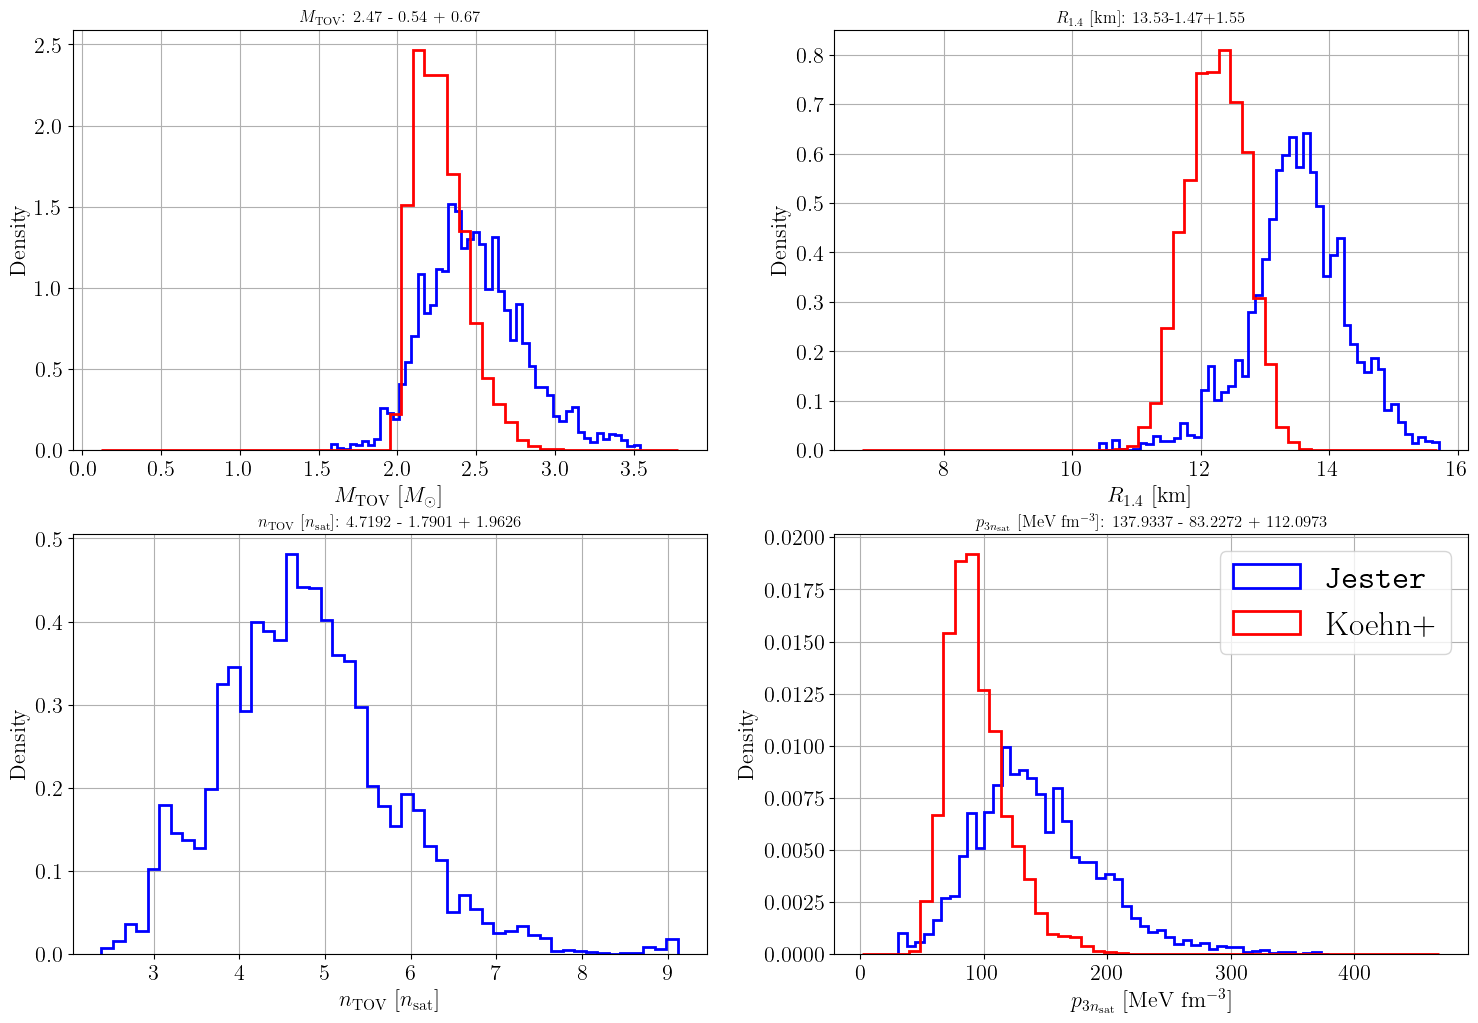 M_TOV: 2.47 - 0.54 + 0.67
2.5
2.0
1.5
1.0
0.5
0.0
Density
0.0 0.5 1.0 1.5 2.0 2.5 3.0 3.5
M_TOV [M_⊙]
R_1.4 [km]: 13.53-1.47+1.55
0.8
0.7
0.6
0.5
0.4
0.3
0.2
0.1
0.0
Density
8 10 12 14 16
R_1.4 [km]
n_TOV [n_sat]: 4.7192 - 1.7901 + 1.9626
0.5
0.4
0.3
0.2
0.1
0.0
Density
3 4 5 6 7 8 9
n_TOV [n_sat]
p_3n_sat [MeV fm^−3]: 137.9337 - 83.2272 + 112.0973
0.0200
0.0175
0.0150
0.0125
0.0100
0.0075
0.0050
0.0025
0.0000
Density
Jester
Koehn+
0 100 200 300 400
p_3n_sat [MeV fm^−3]